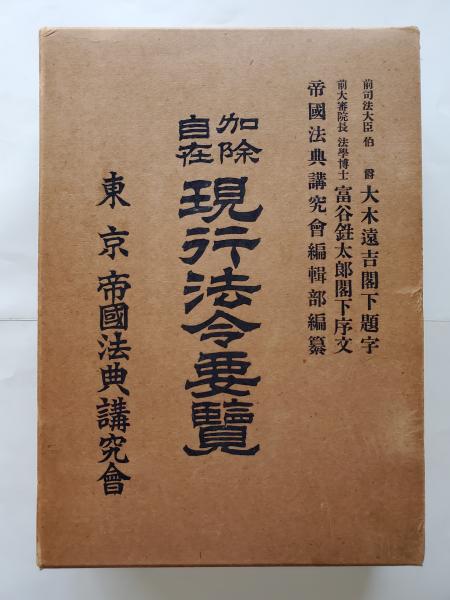 前司法大臣 伯爵 大木遠吉閣下題字
前大審院長 法學博士 富谷鉎太郎閣下序文
帝國法典講究會編輯部編纂
加除自在
現行法令要覽
東京 帝國法典講究會